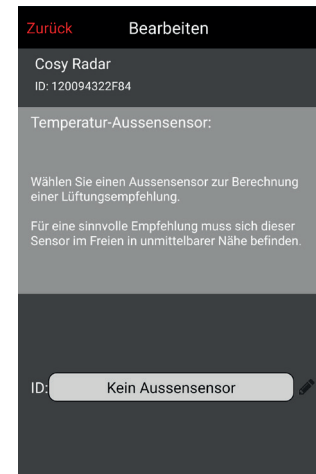 Zurück Bearbeiten
Cosy Radar
ID: 120094322F84
Temperatur-Aussensensor:
Wählen Sie einen Aussensensor zur Berechnung
einer Lüftungsempfehlung.
Für eine sinnvolle Empfehlung muss sich dieser
Sensor im Freien in unmittelbarer Nähe befinden.
ID: Kein Aussensensor